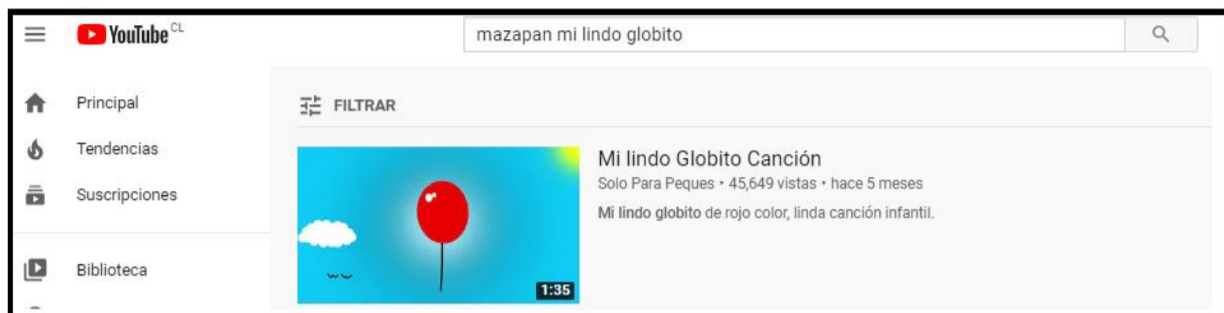 YouTube CL
mazapan mi lindo globito
Principal
Tendencias
Suscripciones
Biblioteca
FILTRAR
1:35
Mi lindo Globito Canción
Solo Para Peques • 45,649 vistas • hace 5 meses
Mi lindo globito de rojo color, linda canción infantil.